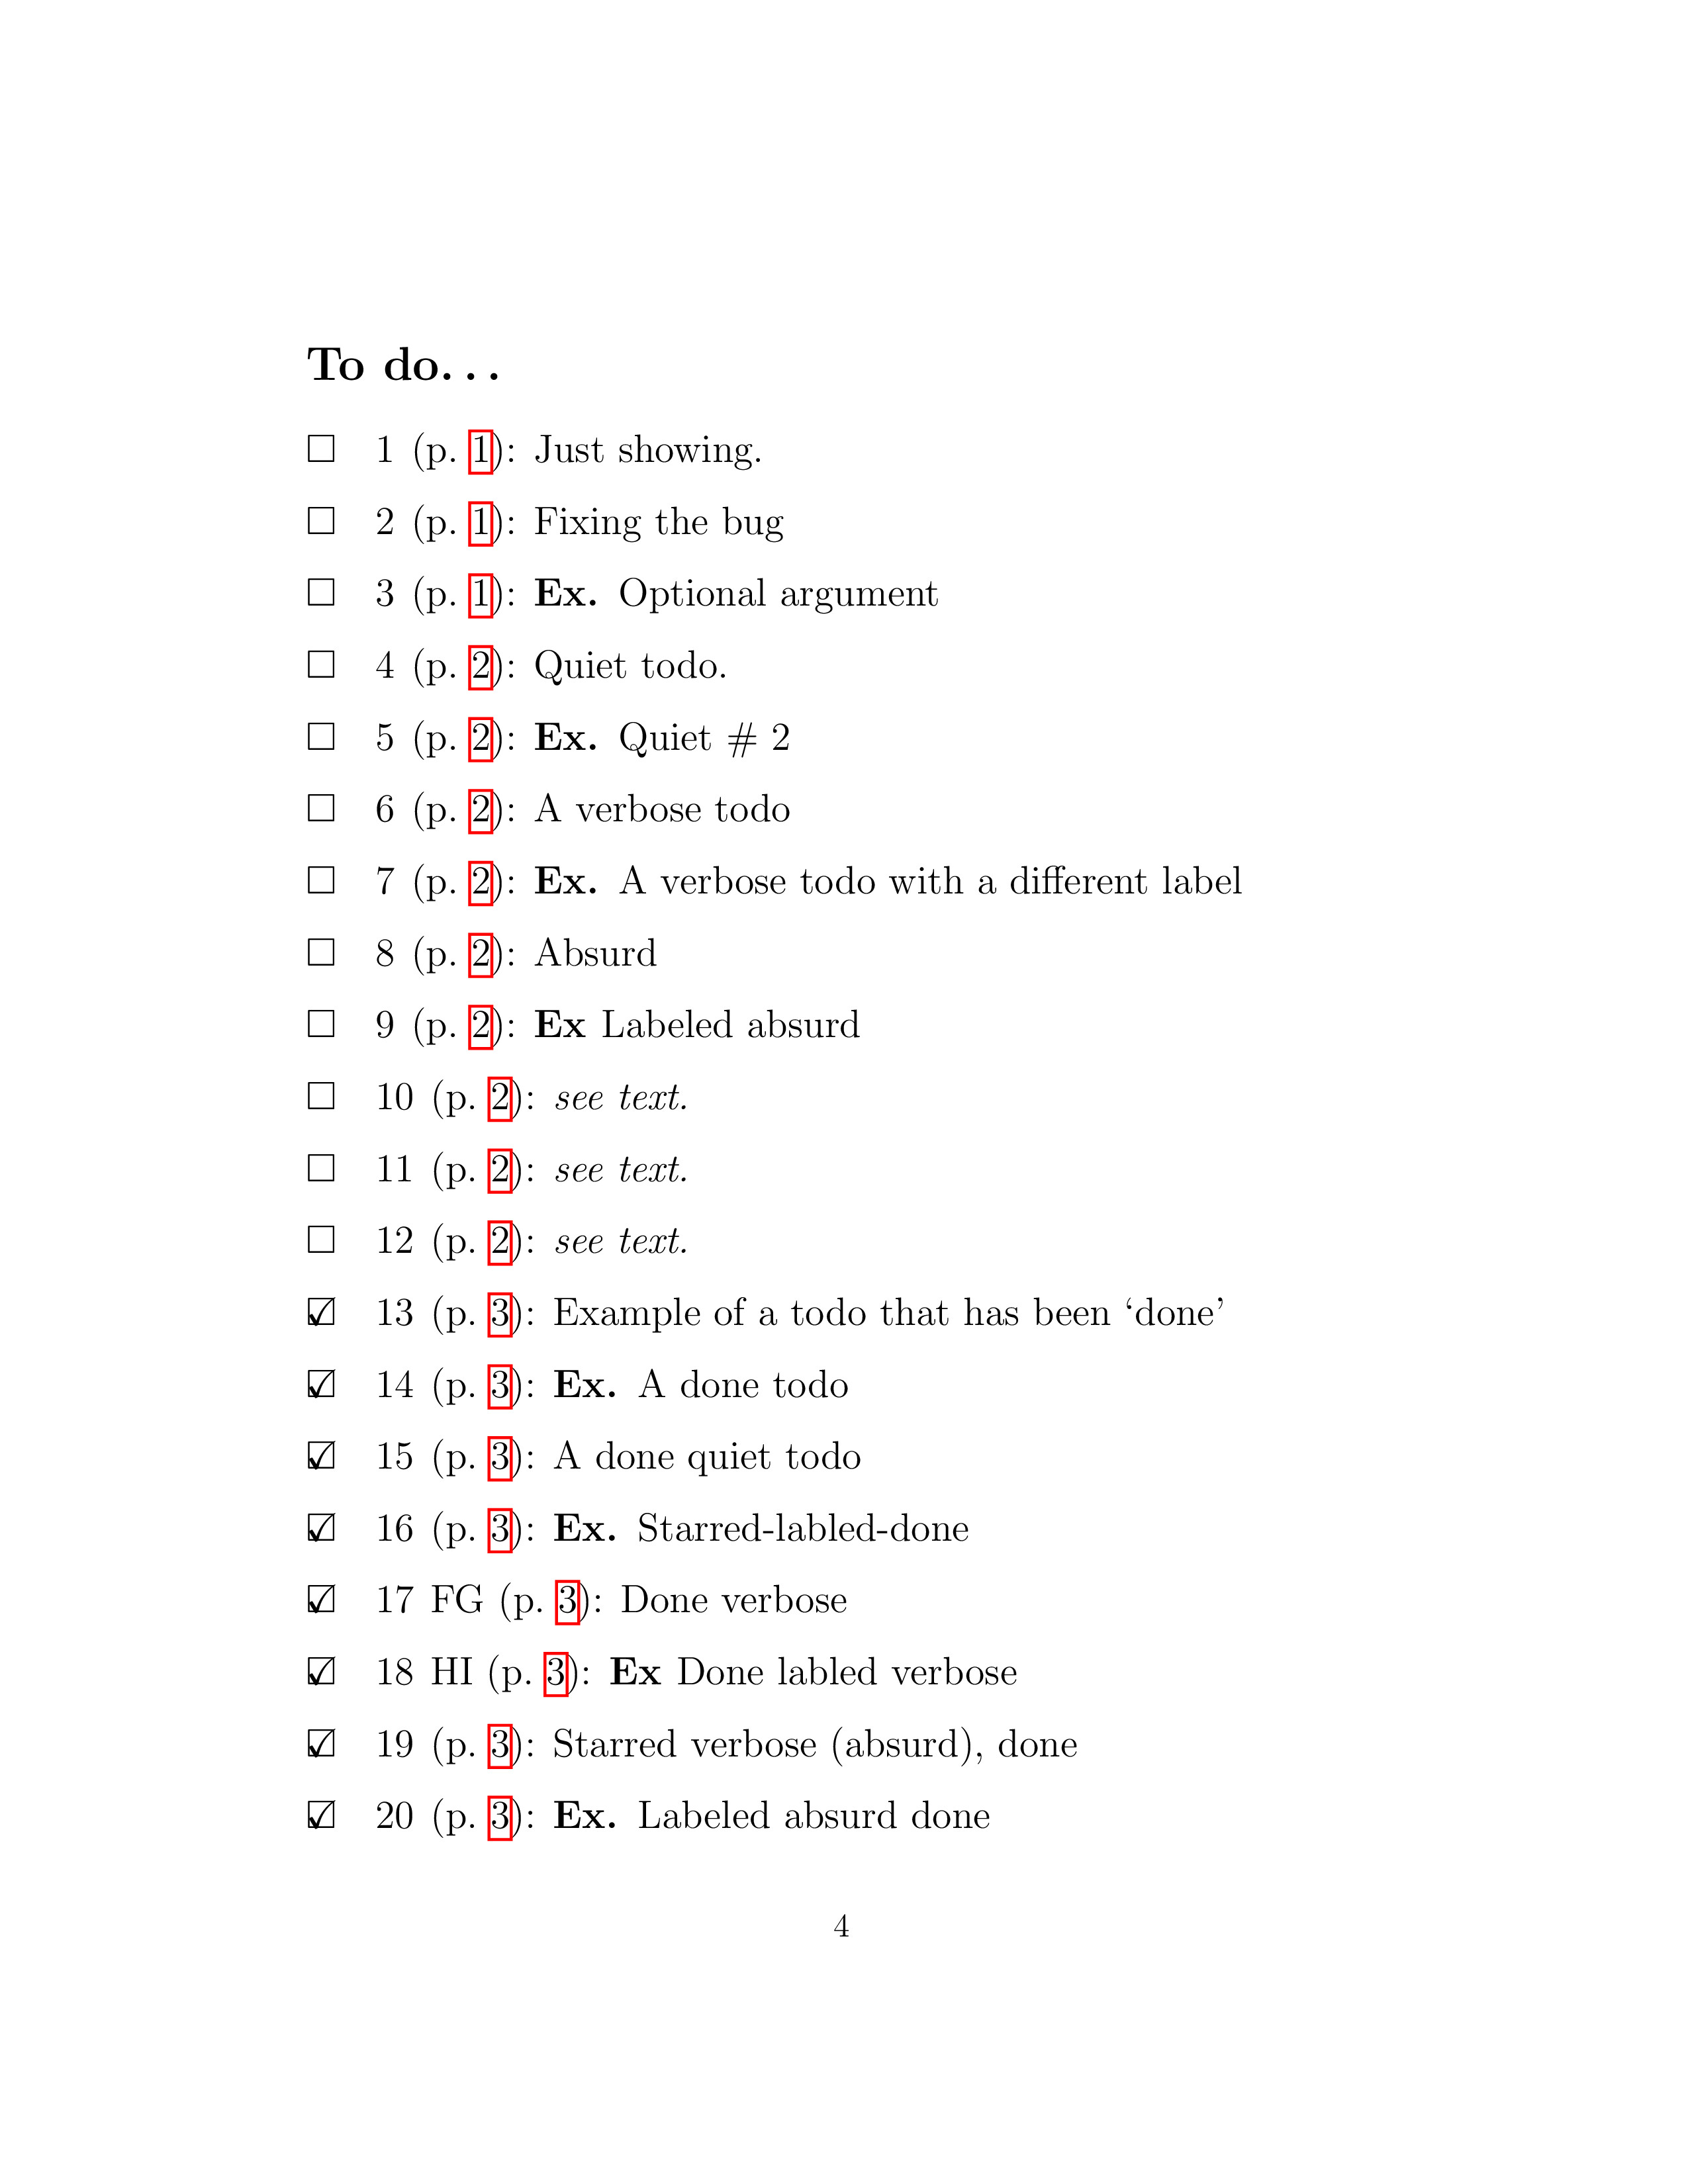 To do. . .
☐ 1 (p. 1): Just showing.
☐ 2 (p. 1): Fixing the bug
☐ 3 (p. 1): Ex. Optional argument
☐ 4 (p. 2): Quiet todo.
☐ 5 (p. 2): Ex. Quiet # 2
☐ 6 (p. 2): A verbose todo
☐ 7 (p. 2): Ex. A verbose todo with a different label
☐ 8 (p. 2): Absurd
☐ 9 (p. 2): Ex Labeled absurd
☐ 10 (p. 2): see text.
☐ 11 (p. 2): see text.
☐ 12 (p. 2): see text.
☑ 13 (p. 3): Example of a todo that has been ‘done’
☑ 14 (p. 3): Ex. A done todo
☑ 15 (p. 3): A done quiet todo
☑ 16 (p. 3): Ex. Starred-labled-done
☑ 17 FG (p. 3): Done verbose
☑ 18 HI (p. 3): Ex Done labled verbose
☑ 19 (p. 3): Starred verbose (absurd), done
☑ 20 (p. 3): Ex. Labeled absurd done
4